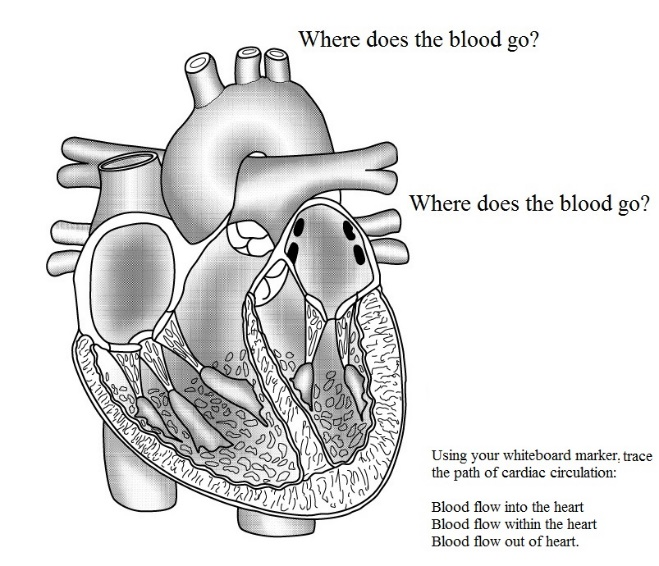 Where does the blood go?
Where does the blood go?
Using your whiteboard marker, trace
the path of cardiac circulation:
Blood flow into the heart
Blood flow within the heart
Blood flow out of heart.